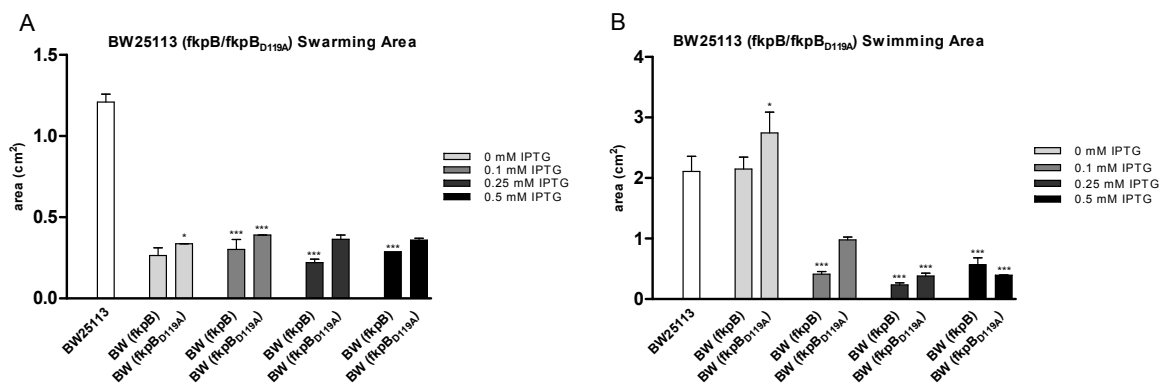 A
BW25113 (fkpB/fkpBD119A) Swarming Area
1.5
1.0
0.5
0.0
area (cm2)
***
***
***
***
*
BW25113
BW (fkpB)
BW (fkpBD119A)
BW (fkpB)
BW (fkpBD119A)
BW (fkpB)
BW (fkpBD119A)
BW (fkpB)
BW (fkpBD119A)
0 mM IPTG
0.1 mM IPTG
0.25 mM IPTG
0.5 mM IPTG
B
BW25113 (fkpB/fkpBD119A) Swimming Area
4
3
2
1
0
area (cm2)
*
***
***
***
***
***
BW25113
BW (fkpB)
BW (fkpBD119A)
BW (fkpB)
BW (fkpBD119A)
BW (fkpB)
BW (fkpBD119A)
BW (fkpB)
BW (fkpBD119A)
0 mM IPTG
0.1 mM IPTG
0.25 mM IPTG
0.5 mM IPTG